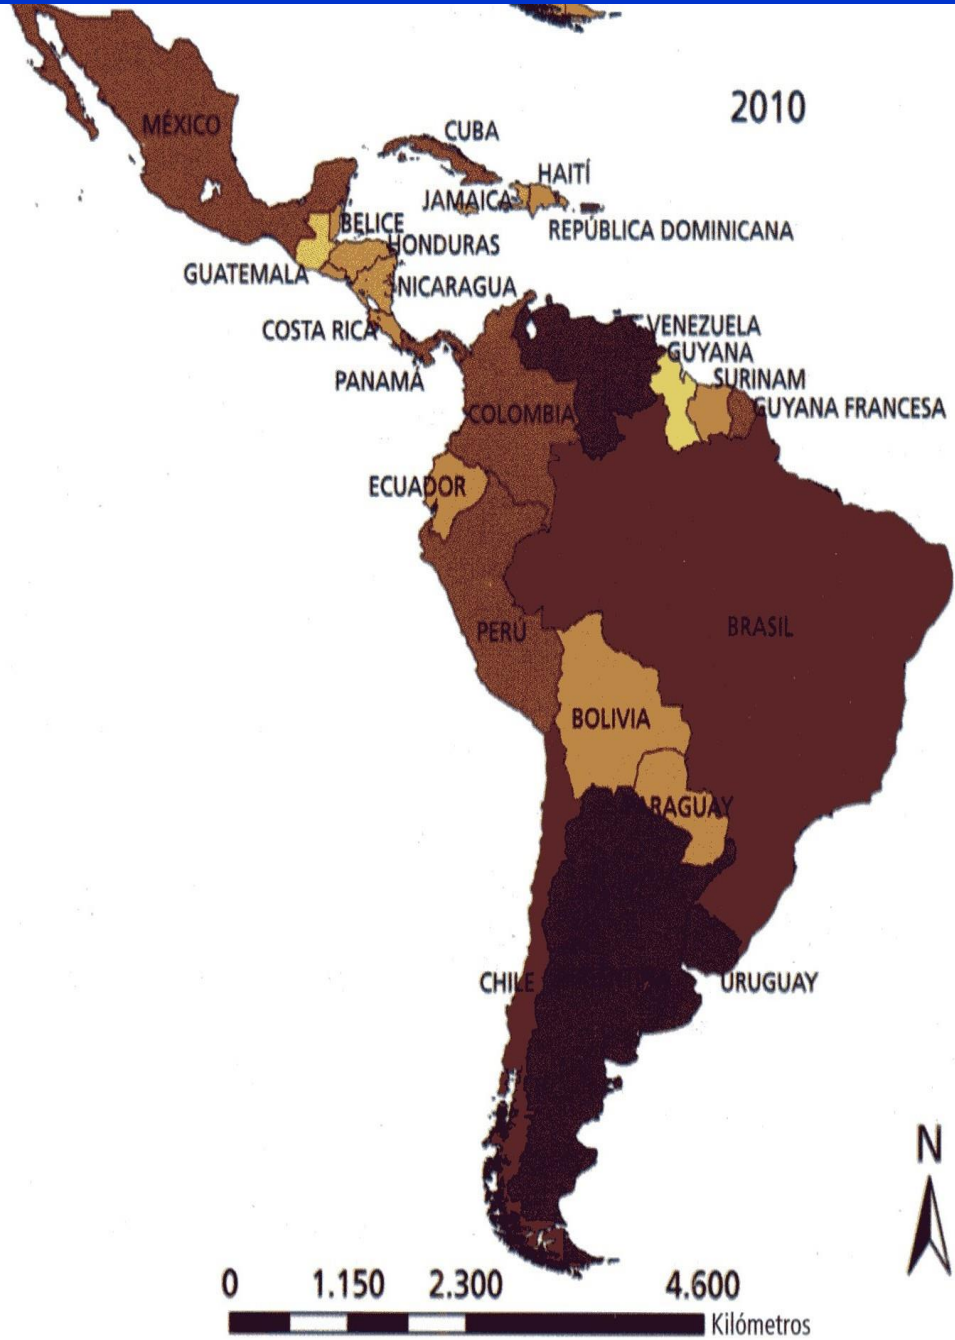 2010
MÉXICO
CUBA
HAITÍ
JAMAICA
BELICE
REPÚBLICA DOMINICANA
HONDURAS
GUATEMALA
NICARAGUA
COSTA RICA
VENEZUELA
GUYANA
PANAMÁ
SURINAM
GUYANA FRANCESA
COLOMBIA
ECUADOR
PERÚ
BRASIL
BOLIVIA
ARAGUAY
CHILE
URUGUAY
N
0 1.150 2.300 4.600
Kilómetros